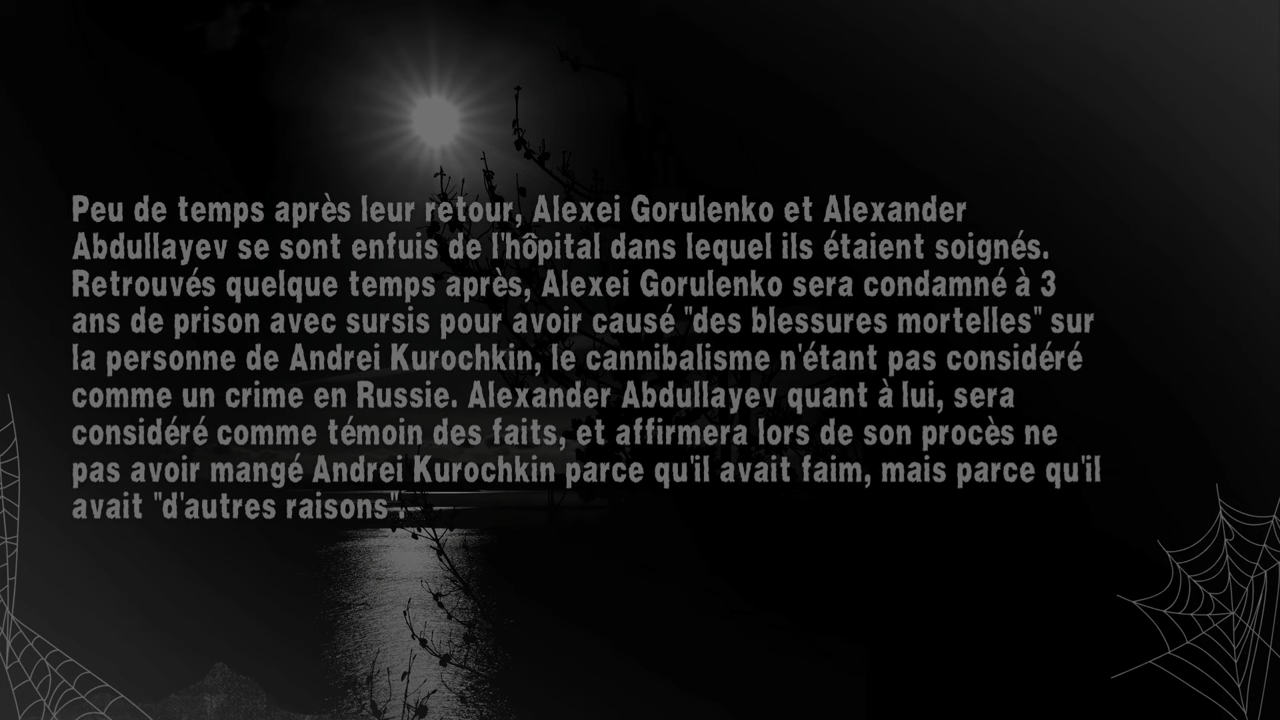 Peu de temps après leur retour, Alexei Gorulenko et Alexander
Abdullayev se sont enfuis de l'hôpital dans lequel ils étaient soignés.
Retrouvés quelque temps après, Alexei Gorulenko sera condamné à 3
ans de prison avec sursis pour avoir causé "des blessures mortelles" sur
la personne de Andrei Kurochkin, le cannibalisme n'étant pas considéré
comme un crime en Russie. Alexander Abdullayev quant à lui, sera
considéré comme témoin des faits, et affirmera lors de son procès ne
pas avoir mangé Andrei Kurochkin parce qu'il avait faim, mais parce qu'il
avait "d'autres raisons".